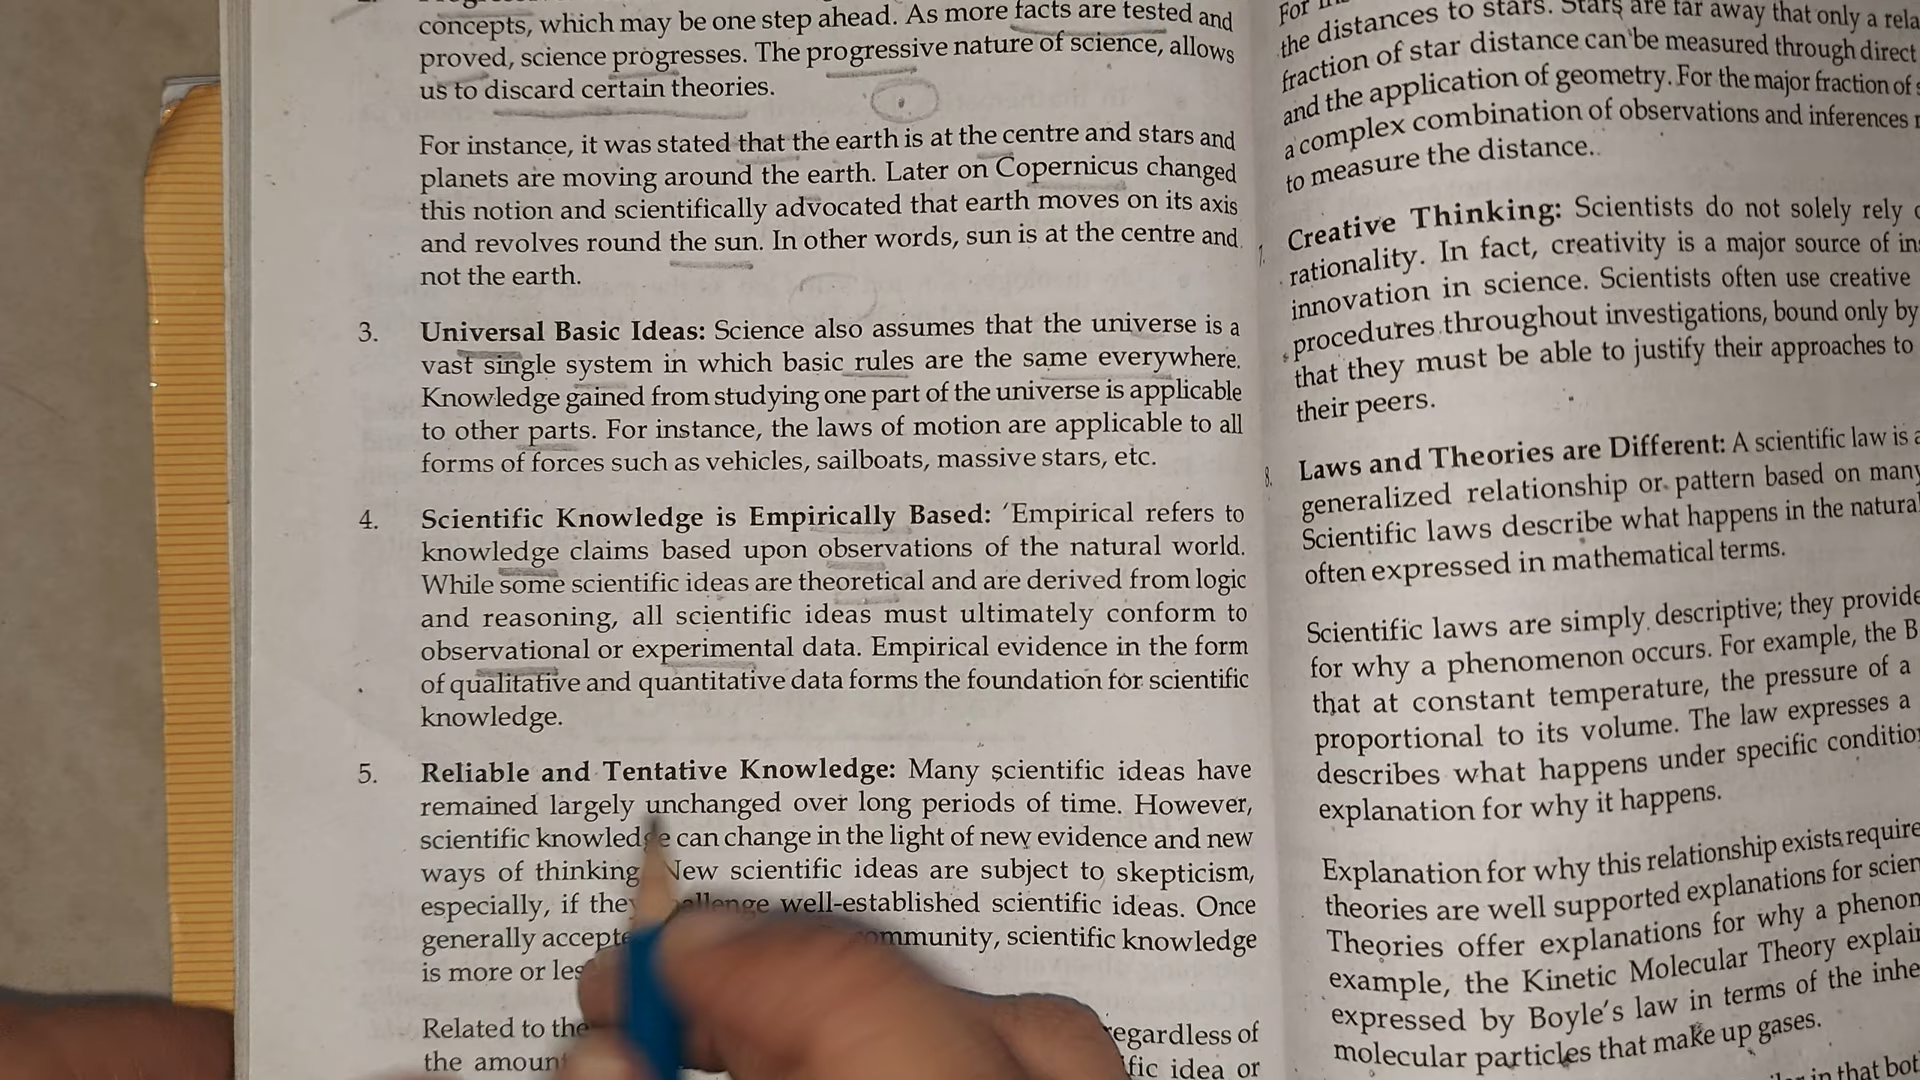 concepts, which may be one step ahead. As more facts are tested and
proved, science progresses. The progressive nature of science, allows
us to discard certain theories.
For instance, it was stated that the earth is at the centre and stars and
planets are moving around the earth. Later on Copernicus changed
this notion and scientifically advocated that earth moves on its axis
and revolves round the sun. In other words, sun is at the centre and
not the earth.
3. Universal Basic Ideas: Science also assumes that the universe is a
vast single system in which basic rules are the same everywhere.
Knowledge gained from studying one part of the universe is applicable
to other parts. For instance, the laws of motion are applicable to all
forms of forces such as vehicles, sailboats, massive stars, etc.
4. Scientific Knowledge is Empirically Based: ‘Empirical refers to
knowledge claims based upon observations of the natural world.
While some scientific ideas are theoretical and are derived from logic
and reasoning, all scientific ideas must ultimately conform to
observational or experimental data. Empirical evidence in the form
of qualitative and quantitative data forms the foundation for scientific
knowledge.
5. Reliable and Tentative Knowledge: Many scientific ideas have
remained largely unchanged over long periods of time. However,
scientific knowledge can change in the light of new evidence and new
ways of thinking. New scientific ideas are subject to skepticism,
especially, if they challenge well-established scientific ideas. Once
generally accepted community, scientific knowledge
is more or
Related to the regardless of
the idea or
For
the distances to stars. Stars are far away that only a
fraction of star distance can be measured through direct
and the application of geometry. For the major fraction of
a complex combination of observations and inferences
to measure the distance..
7. Creative Thinking: Scientists do not solely rely
rationality. In fact, creativity is a major source of
innovation in science. Scientists often use creative
procedures throughout investigations, bound only by
that they must be able to justify their approaches to
their peers.
8. Laws and Theories are Different: A scientific law is
generalized relationship or pattern based on many
Scientific laws describe what happens in the
often expressed in mathematical terms.
Scientific laws are simply descriptive; they
for why a phenomenon occurs. For example, the
that at constant temperature, the pressure of a
proportional to its volume. The law expresses a
describes what happens under specific
explanation for why it happens.
Explanation for why this relationship exists
theories are well supported explanations for
Theories offer explanations for why a
example, the Kinetic Molecular Theory
expressed by Boyle’s law in terms of the
molecular particles that make up gases.
in that